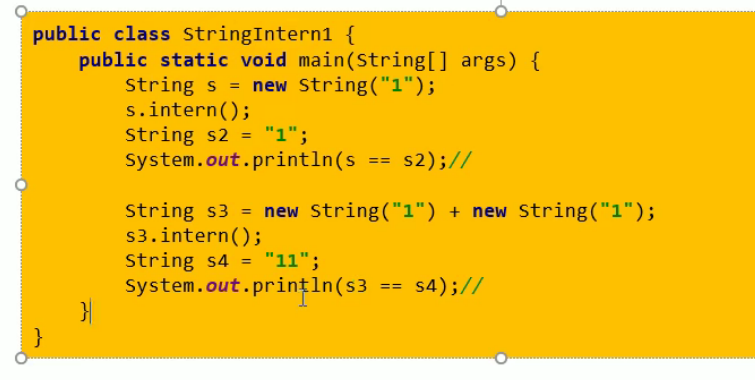 public class StringIntern1 {
    public static void main(String[] args) {
        String s = new String("1");
        s.intern();
        String s2 = "1";
        System.out.println(s == s2);//
        String s3 = new String("1") + new String("1");
        s3.intern();
        String s4 = "11";
        System.out.println(s3 == s4);//
    }
}